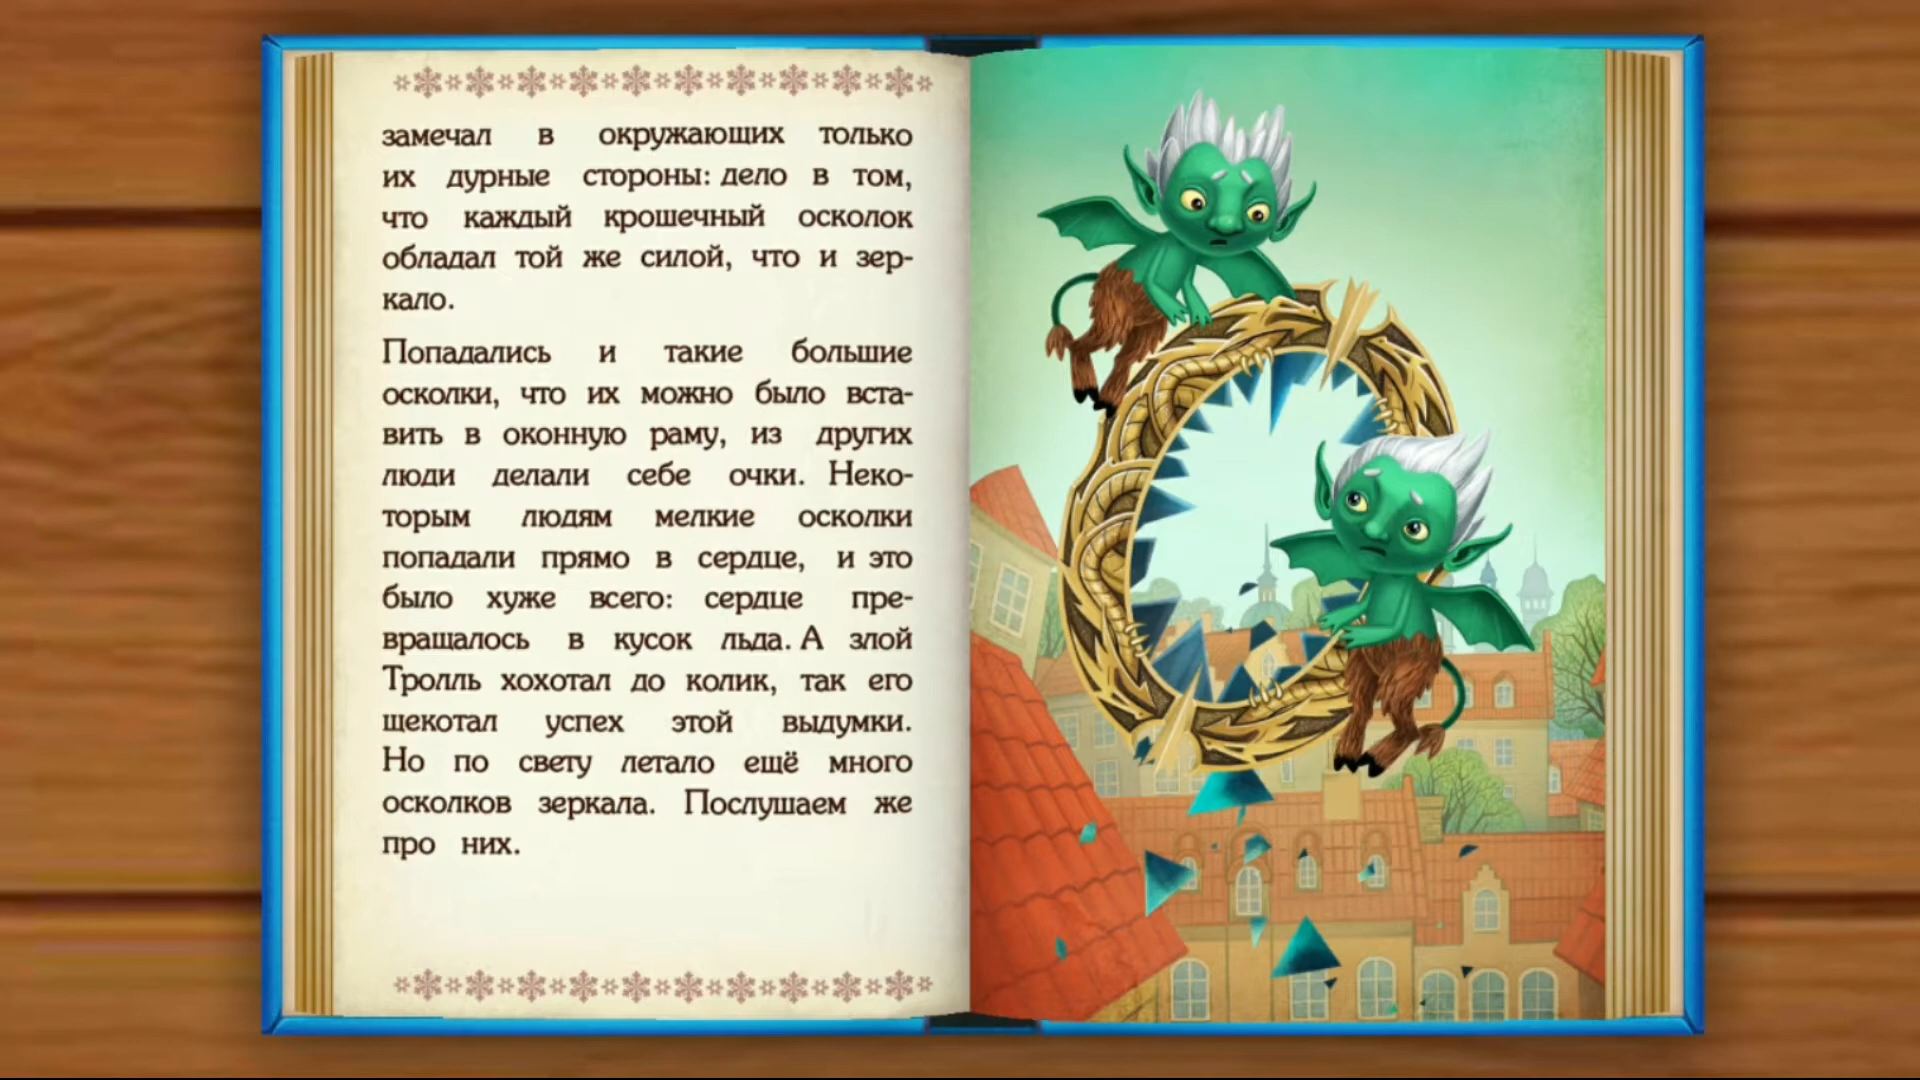 замечал в окружающих только
их дурные стороны: дело в том,
что каждый крошечный осколок
обладал той же силой, что и зер-
кало.
Попадались и такие большие
осколки, что их можно было вста-
вить в оконную раму, из других
люди делали себе очки. Неко-
торым людям мелкие осколки
попадали прямо в сердце, и это
было хуже всего: сердце пре-
вращалось в кусок льда. А злой
Тролль хохотал до колик, так его
щекотал успех этой выдумки.
Но по свету летало ещё много
осколков зеркала. Послушаем же
про них.